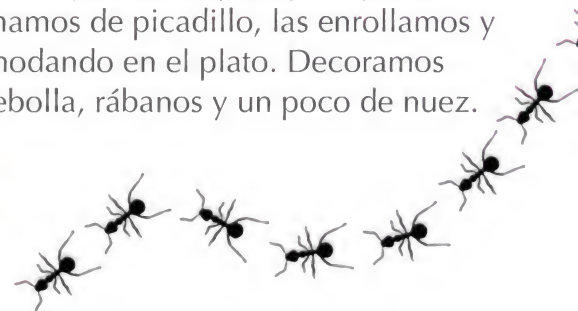 namos de picadillo, las enrollamos y
nodando en el plato. Decoramos
ebolla, rábanos y un poco de nuez.